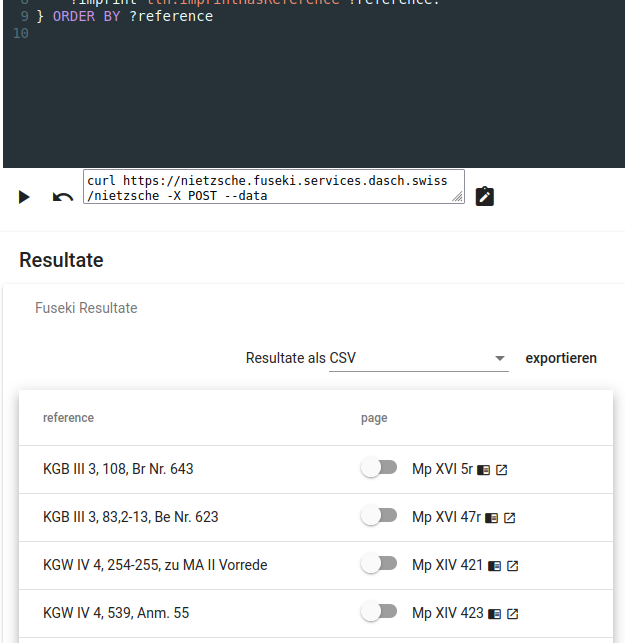 8 ?imprint tln:imprintHasReference ?reference.
9 } ORDER BY ?reference
10
curl https://nietzsche.fuseki.services.dasch.swiss
/nietzsche -X POST --data
Resultate
Fuseki Resultate
Resultate als CSV exportieren
reference page
KGB III 3, 108, Br Nr. 643 Mp XVI 5r
KGB III 3, 83,2-13, Be Nr. 623 Mp XVI 47r
KGW IV 4, 254-255, zu MA II Vorrede Mp XIV 421
KGW IV 4, 539, Anm. 55 Mp XIV 423